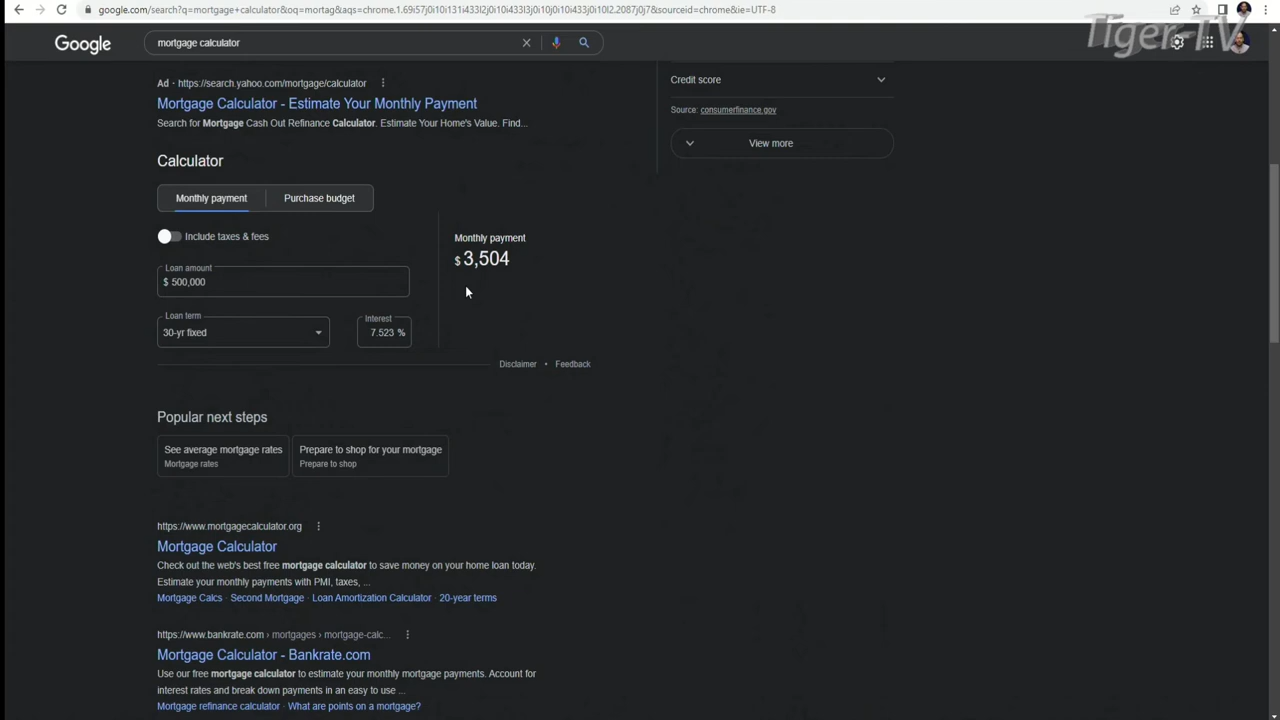 google.com/search?q=mortgage+calculator&oq=mortag&aqs=chrome.1.69i57j0i10i131i433l2j0i10i433l3j0i10j0i10i433j0i10l2.2087j0j7&sourceid=chrome&ie=UTF-8
Tiger-TV
Google
mortgage calculator
Ad · https://search.yahoo.com/mortgage/calculator
Mortgage Calculator - Estimate Your Monthly Payment
Search for Mortgage Cash Out Refinance Calculator. Estimate Your Home's Value. Find...
Credit score
Source: consumerfinance.gov
View more
Calculator
Monthly payment
Purchase budget
Include taxes & fees
Loan amount
$ 500,000
Loan term
30-yr fixed
Interest
7.523 %
Monthly payment
$ 3,504
Disclaimer • Feedback
Popular next steps
See average mortgage rates
Mortgage rates
Prepare to shop for your mortgage
Prepare to shop
https://www.mortgagecalculator.org
Mortgage Calculator
Check out the web's best free mortgage calculator to save money on your home loan today.
Estimate your monthly payments with PMI, taxes, ...
Mortgage Calcs · Second Mortgage · Loan Amortization Calculator · 20-year terms
https://www.bankrate.com › mortgages › mortgage-calc...
Mortgage Calculator - Bankrate.com
Use our free mortgage calculator to estimate your monthly mortgage payments. Account for
interest rates and break down payments in an easy to use ...
Mortgage refinance calculator · What are points on a mortgage?